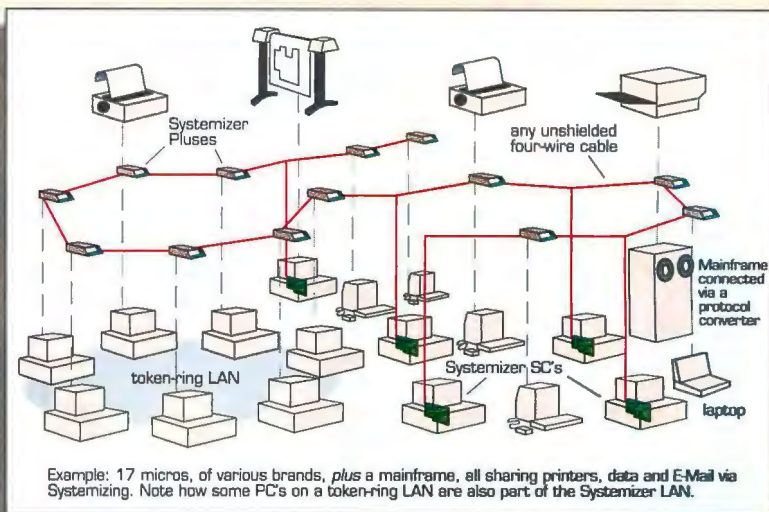 Systemizer
Pluses
any unshielded
four-wire cable
Mainframe
connected
via a
protocol
converter
token-ring LAN
Systemizer SC's
laptop
Example: 17 micros, of various brands, plus a mainframe, all sharing printers, data and E-Mail via
Systemizing. Note how some PC's on a token-ring LAN are also part of the Systemizer LAN.